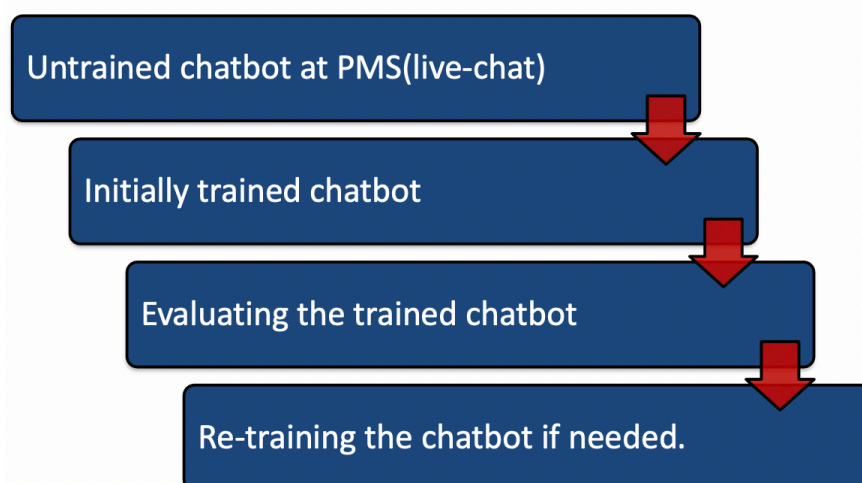 Untrained chatbot at PMS(live-chat)
Initially trained chatbot
Evaluating the trained chatbot
Re-training the chatbot if needed.